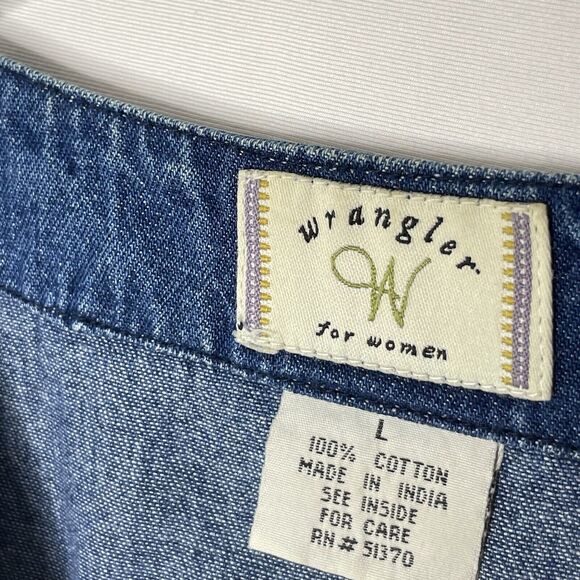 wrangler
W
for women
L
100% COTTON
MADE IN INDIA
SEE INSIDE
FOR CARE
RN# 51370